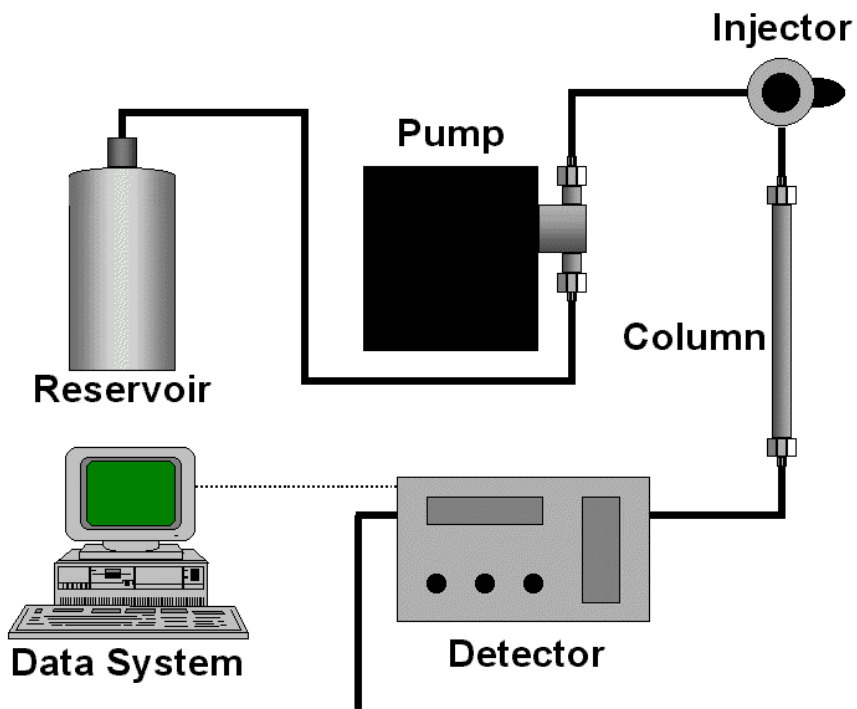 Injector
Pump
Column
Reservoir
Data System
Detector